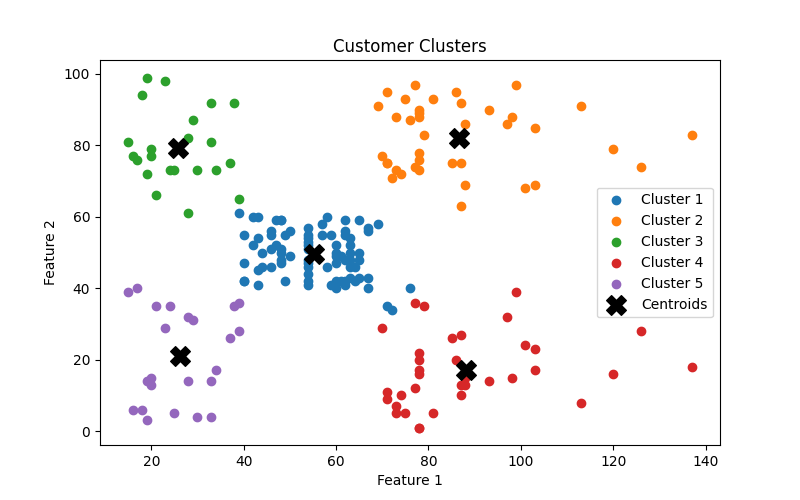 Customer Clusters
100
80
60
40
20
0
Feature 2
Cluster 1
Cluster 2
Cluster 3
Cluster 4
Cluster 5
Centroids
20 40 60 80 100 120 140
Feature 1